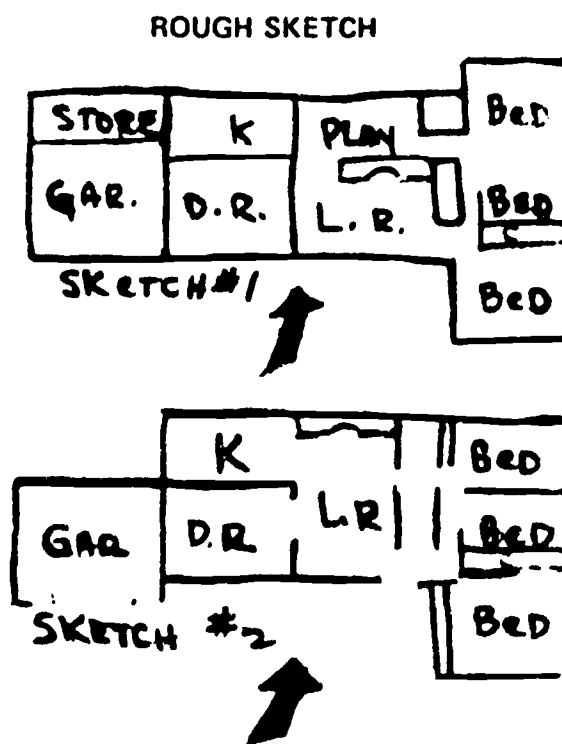 ROUGH SKETCH
STORE
K
PLAY
BeD
GAR.
D.R.
L.R.
BeD
BeD
SKeTCH #1
K
L.R
BeD
GAR
D.R
BeD
BeD
SKETCH #2